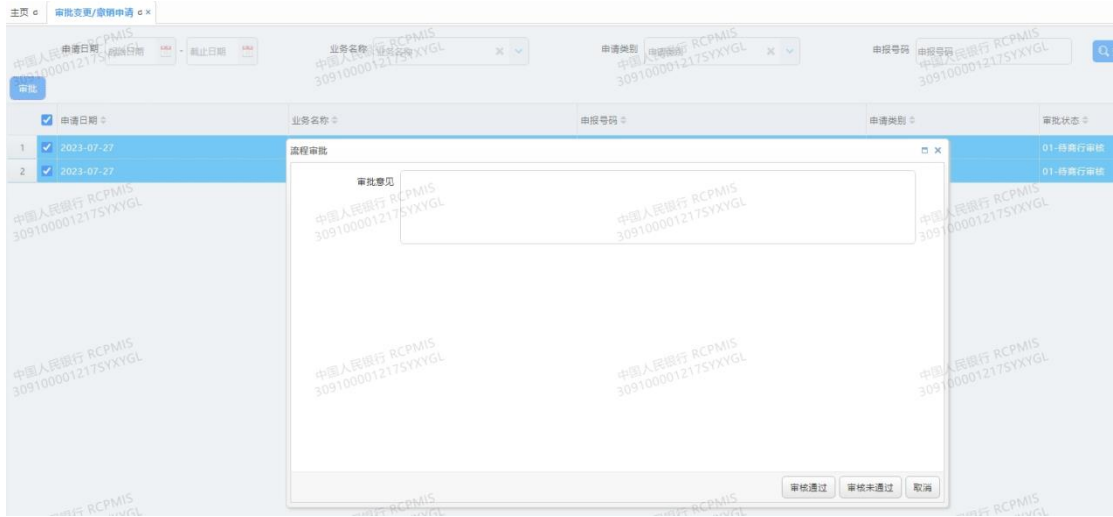 主页
审批变更/撤销申请
申请日期 起始日期 - 截止日期 业务名称 业务名称 申请类别 申请类别 申报号码 申报号码
审批
申请日期 业务名称 申报号码 申请类别 审批状态
1 2023-07-27 01-待商行审核
2 2023-07-27 01-待商行审核
流程审批
审批意见
审核通过 审核未通过 取消
中国人民银行 RCPMIS
3091000012175YXYGL